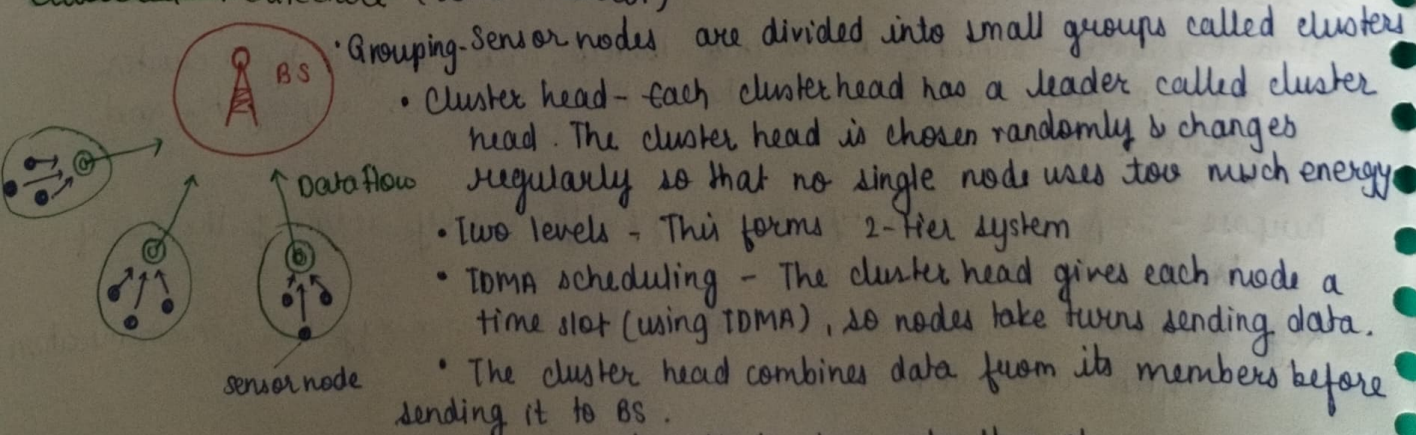 BS
• Grouping - Sensor nodes are divided into small groups called clusters
• Cluster head - Each clusterhead has a leader called cluster
head. The cluster head is chosen randomly & changes
regularly so that no single node uses too much energy
Data flow
• Two levels - This forms 2-tier system
• TDMA scheduling - The cluster head gives each node a
time slot (using TDMA), so nodes take turns sending data.
• The cluster head combines data from its members before
sending it to BS.
sensor node